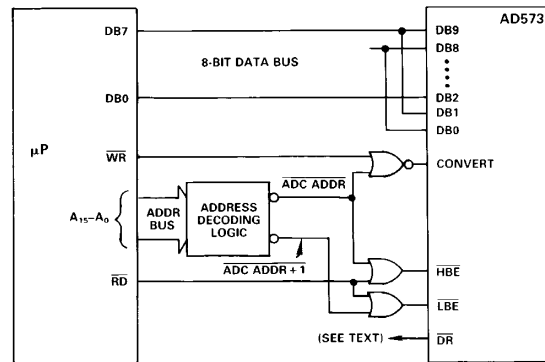 AD573
DB7
DB9
DB8
8-BIT DATA BUS
DB0
DB2
DB1
DB0
μP
WR
CONVERT
ADC ADDR
A15–A0
ADDR
BUS
ADDRESS
DECODING
LOGIC
ADC ADDR + 1
RD
HBE
LBE
(SEE TEXT)
DR